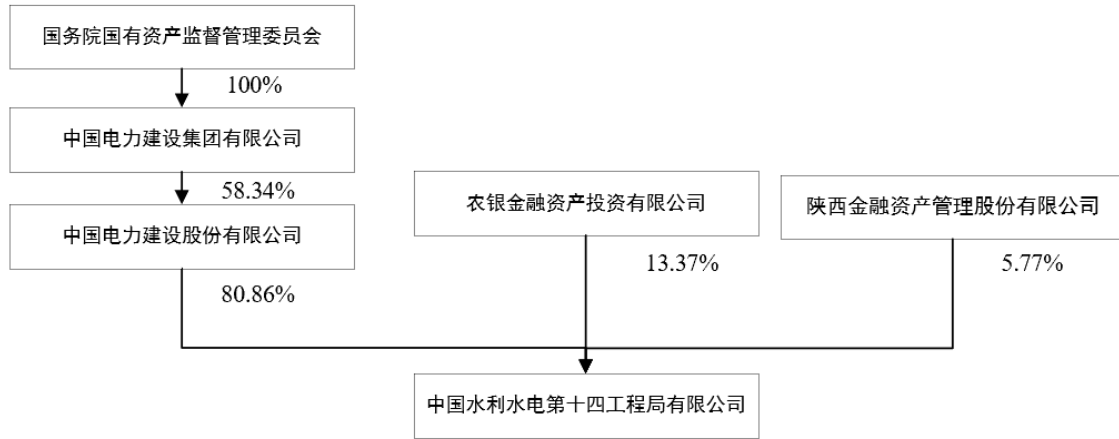 国务院国有资产监督管理委员会
100%
中国电力建设集团有限公司
58.34%
中国电力建设股份有限公司
80.86%
农银金融资产投资有限公司
13.37%
陕西金融资产管理股份有限公司
5.77%
中国水利水电第十四工程局有限公司